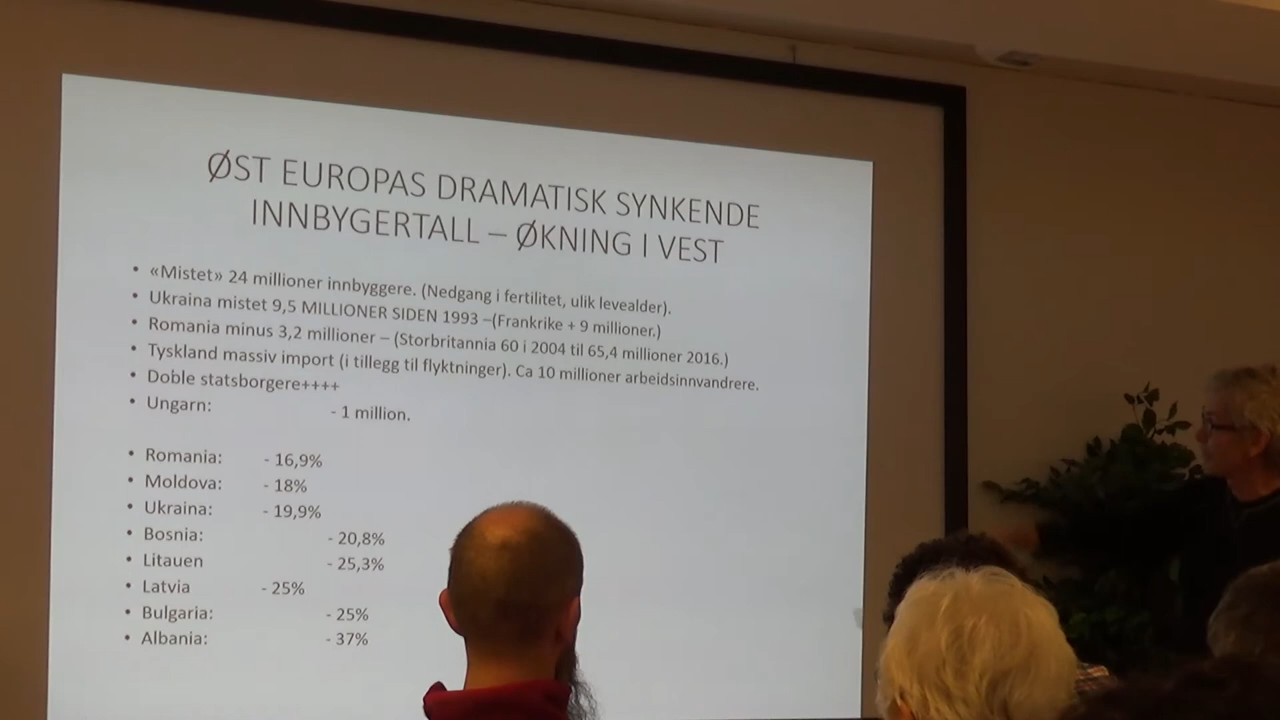 ØST EUROPAS DRAMATISK SYNKENDE
INNBYGERTALL – ØKNING I VEST
• «Mistet» 24 millioner innbyggere. (Nedgang i fertilitet, ulik levealder).
• Ukraina mistet 9,5 MILLIONER SIDEN 1993 –(Frankrike + 9 millioner.)
• Romania minus 3,2 millioner – (Storbritannia 60 i 2004 til 65,4 millioner 2016.)
• Tyskland massiv import (i tillegg til flyktninger). Ca 10 millioner arbeidsinnvandrere.
• Doble statsborgere++++
• Ungarn: - 1 million.
• Romania: - 16,9%
• Moldova: - 18%
• Ukraina: - 19,9%
• Bosnia: - 20,8%
• Litauen - 25,3%
• Latvia - 25%
• Bulgaria: - 25%
• Albania: - 37%